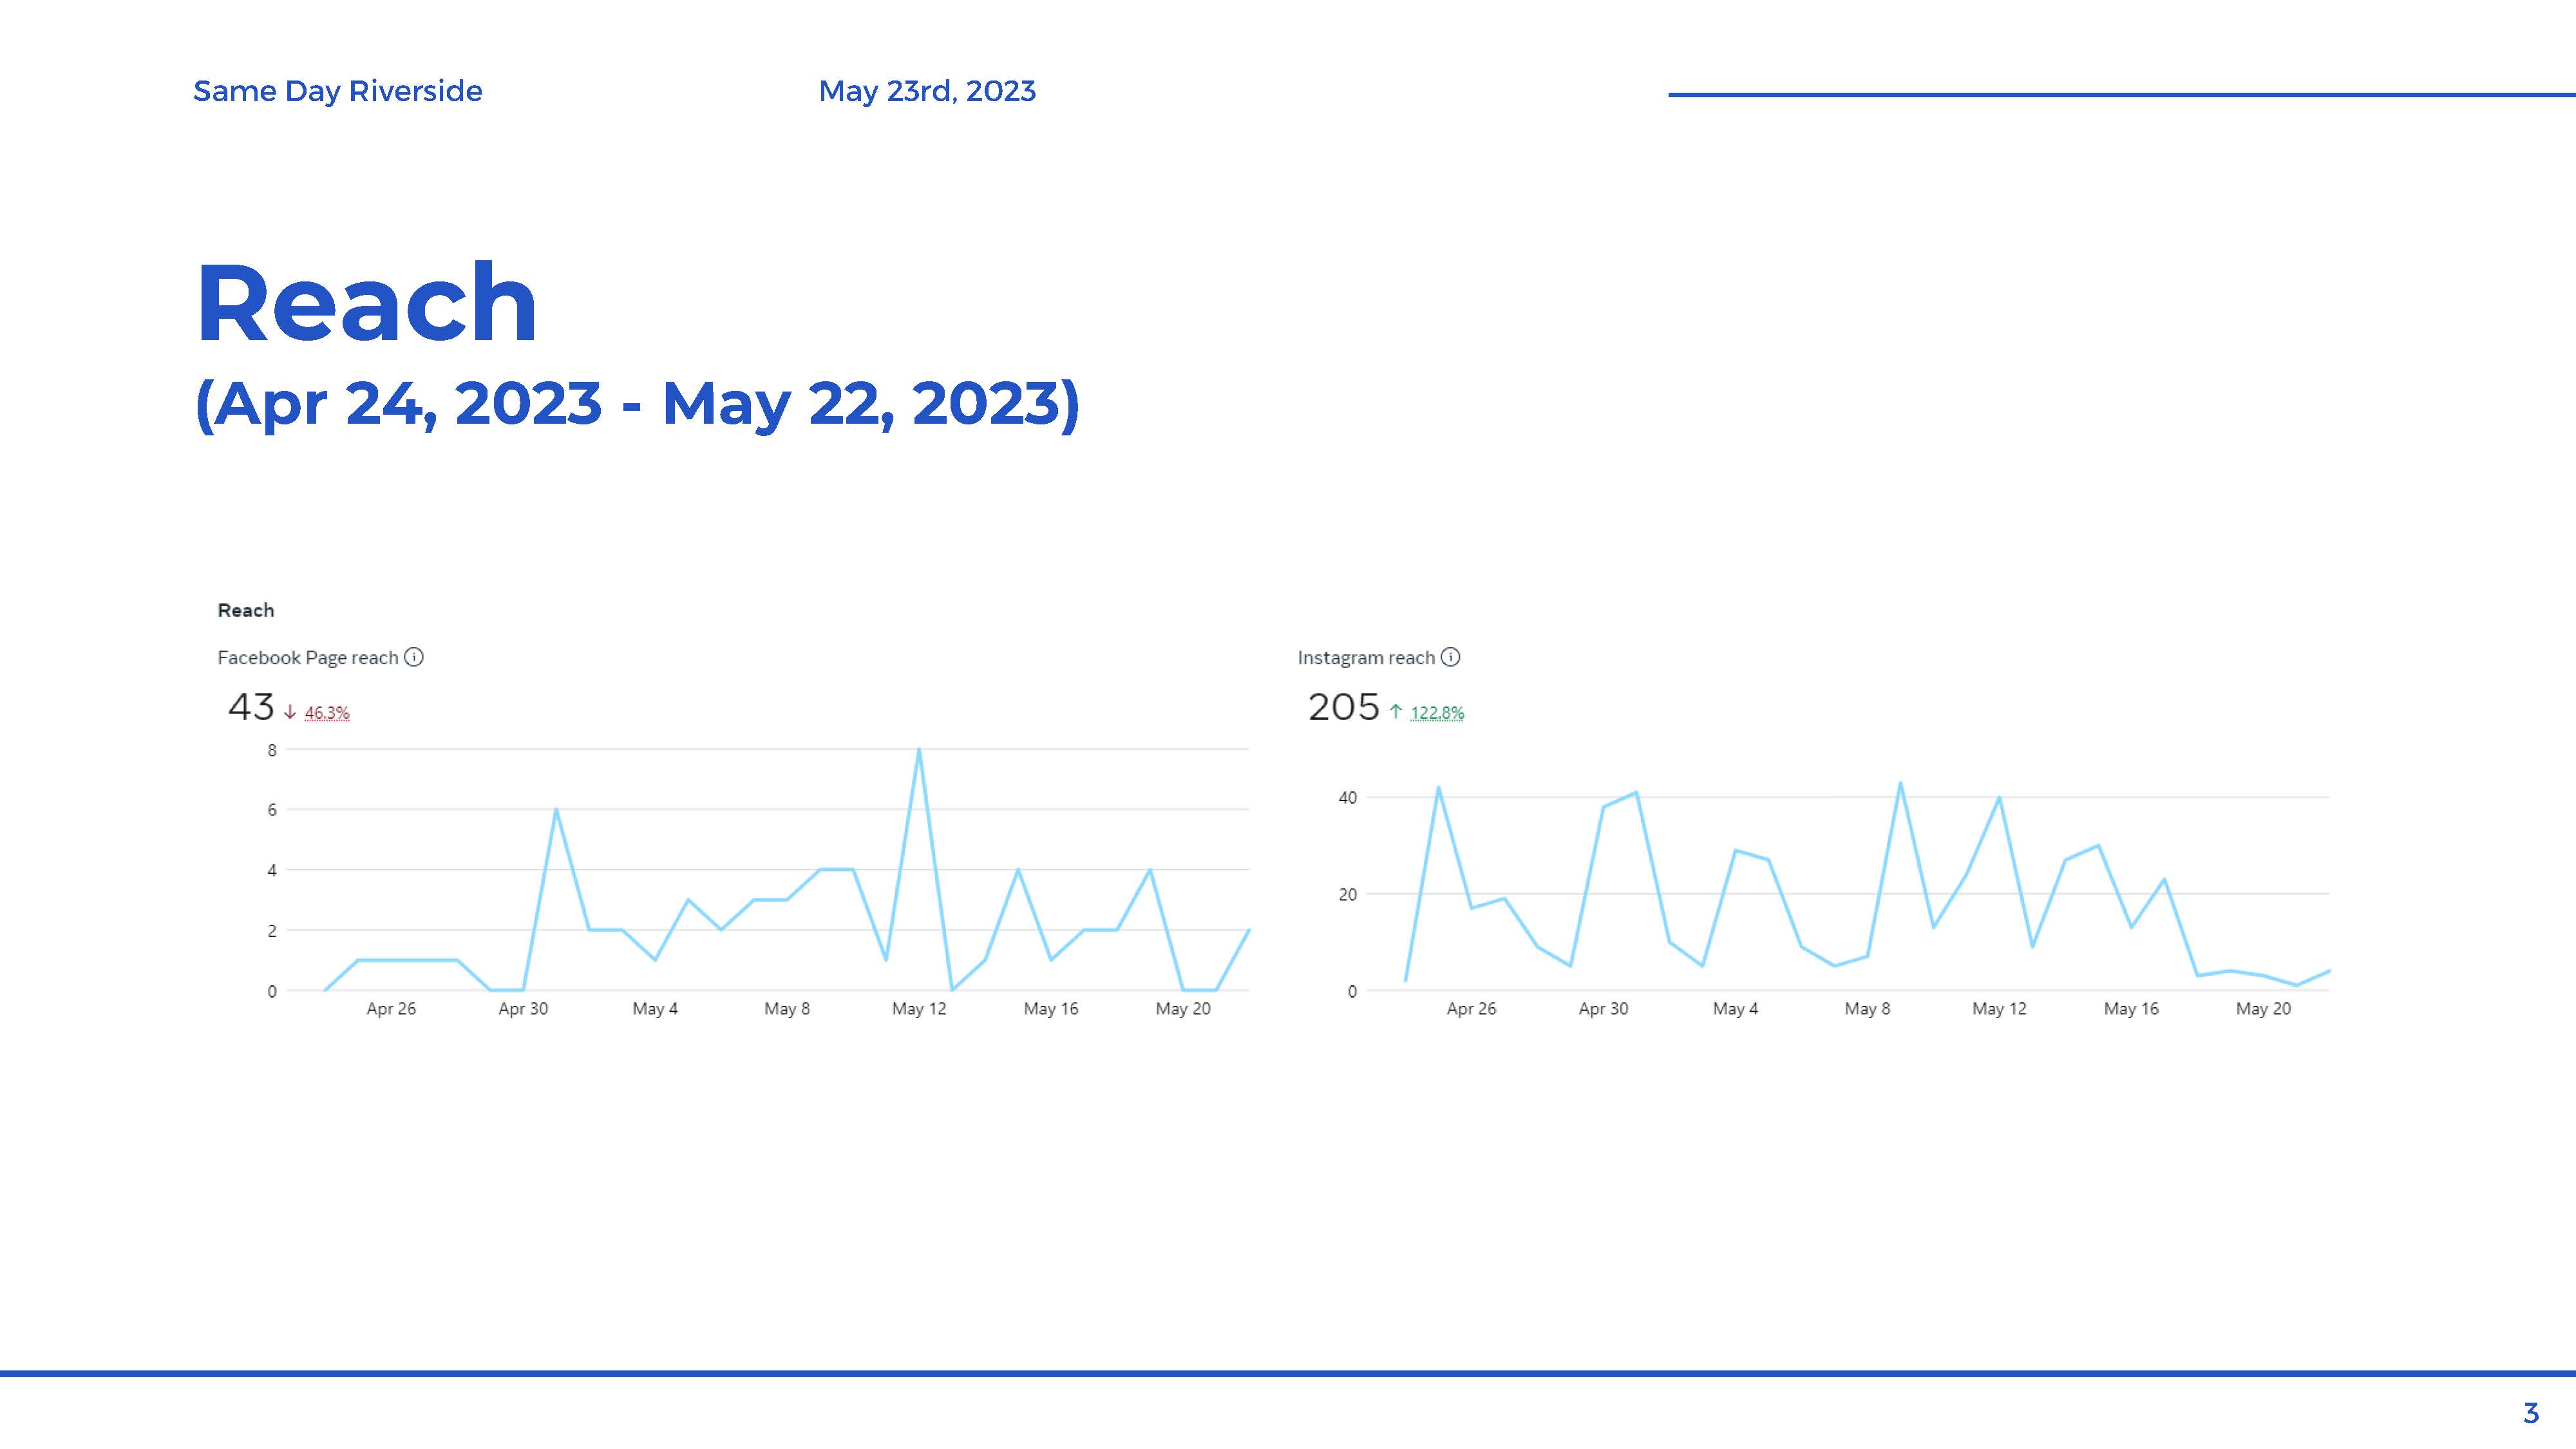 Same Day Riverside
May 23rd, 2023
Reach
(Apr 24, 2023 - May 22, 2023)
Reach
Facebook Page reach
43 ↓ 46.3%
8
6
4
2
0
Apr 26 Apr 30 May 4 May 8 May 12 May 16 May 20
Instagram reach
205 ↑ 122.8%
40
20
0
Apr 26 Apr 30 May 4 May 8 May 12 May 16 May 20
3